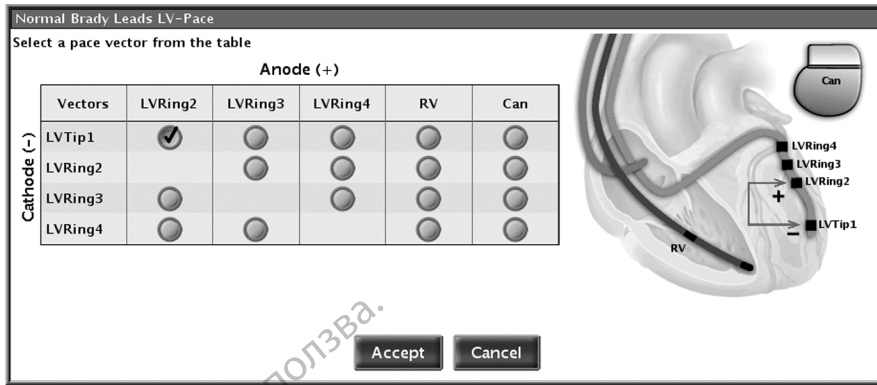 Normal Brady Leads LV-Pace
Select a pace vector from the table
Anode (+)
Vectors LVRing2 LVRing3 LVRing4 RV Can
Cathode (-)
LVTip1
LVRing2
LVRing3
LVRing4
Can
LVRing4
LVRing3
LVRing2
+
−
LVTip1
RV
Accept Cancel